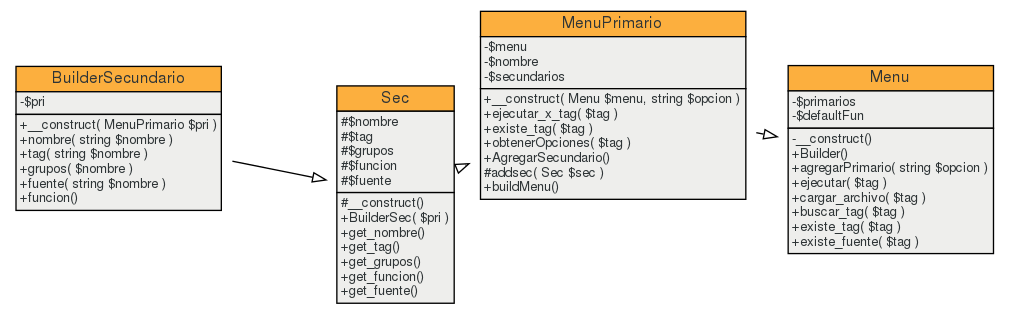 BuilderSecundario
-$pri
+__construct( MenuPrimario $pri )
+nombre( string $nombre )
+tag( string $nombre )
+grupos( $nombre )
+fuente( string $nombre )
+funcion()
Sec
#$nombre
#$tag
#$grupos
#$funcion
#$fuente
#__construct()
+BuilderSec( $pri )
+get_nombre()
+get_tag()
+get_grupos()
+get_funcion()
+get_fuente()
MenuPrimario
-$menu
-$nombre
-$secundarios
+__construct( Menu $menu, string $opcion )
+ejecutar_x_tag( $tag )
+existe_tag( $tag )
+obtenerOpciones( $tag )
+AgregarSecundario()
#addsec( Sec $sec )
+buildMenu()
Menu
-$primarios
-$defaultFun
-__construct()
+Builder()
+agregarPrimario( string $opcion )
+ejecutar( $tag )
+cargar_archivo( $tag )
+buscar_tag( $tag )
+existe_tag( $tag )
+existe_fuente( $tag )